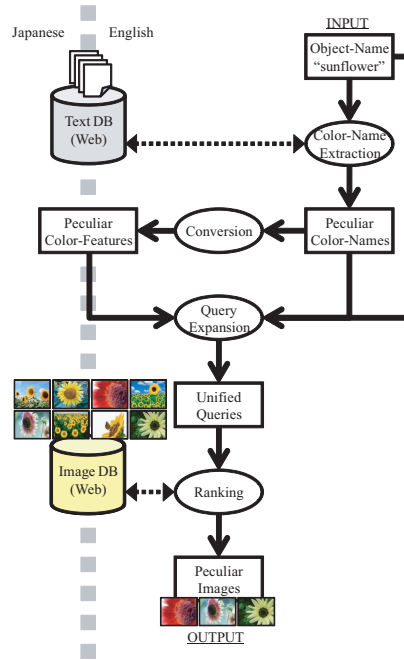 INPUT
Japanese English
Object-Name
“sunflower”
Text DB
(Web)
Color-Name
Extraction
Peculiar
Color-Features
Conversion
Peculiar
Color-Names
Query
Expansion
Unified
Queries
Image DB
(Web)
Ranking
Peculiar
Images
OUTPUT